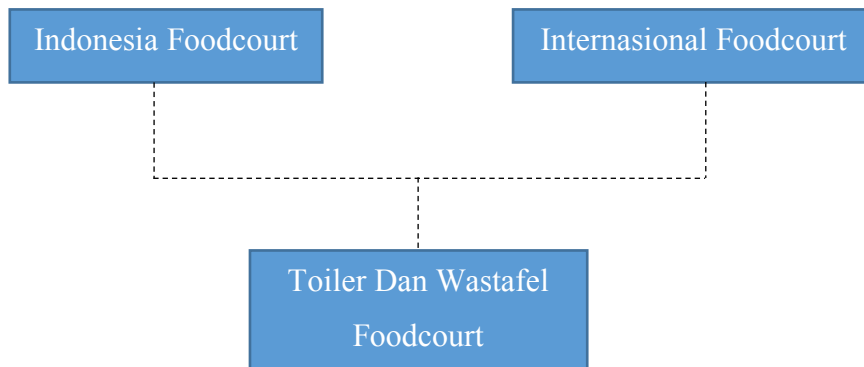 Indonesia Foodcourt
Internasional Foodcourt
Toiler Dan Wastafel
Foodcourt